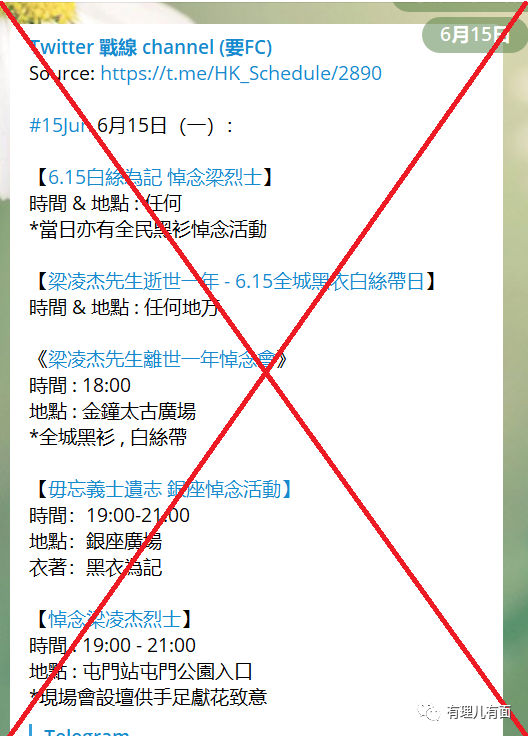 6月15日
Twitter 戰線 channel (要FC)
Source: https://t.me/HK_Schedule/2890
#15Jun 6月15日（一）:
【6.15白絲為記 悼念梁烈士】
時間 & 地點 : 任何
*當日亦有全民黑衫悼念活動
【梁凌杰先生逝世一年 - 6.15全城黑衣白絲帶日】
時間 & 地點 : 任何地方
《梁凌杰先生離世一年悼念會》
時間 : 18:00
地點 : 金鐘太古廣場
*全城黑衫 , 白絲帶
【毋忘義士遺志 銀座悼念活動】
時間：19:00-21:00
地點：銀座廣場
衣著：黑衣為記
【悼念梁凌杰烈士】
時間 : 19:00 - 21:00
地點 : 屯門站屯門公園入口
*現場會設壇供手足獻花致意
Telegram
有理儿有面